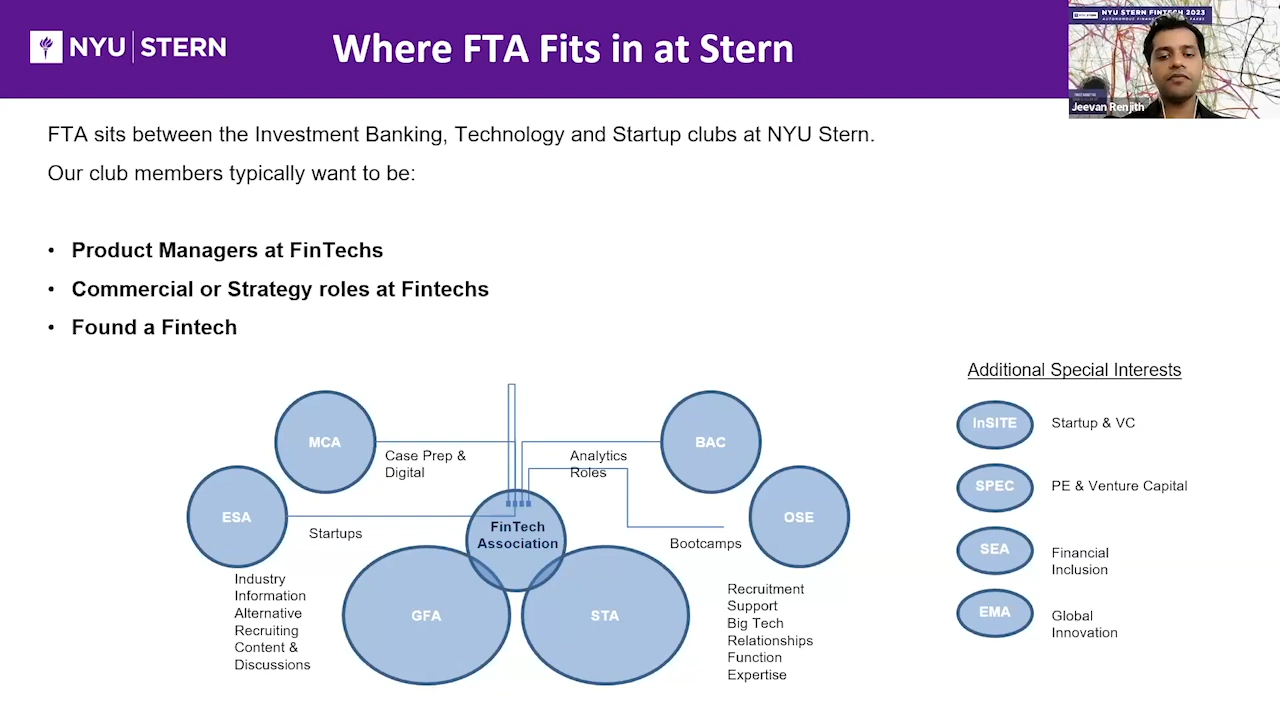 NYU | STERN
Where FTA Fits in at Stern
NYU STERN FINTECH 2023
Jeevan Renjith
FTA sits between the Investment Banking, Technology and Startup clubs at NYU Stern.
Our club members typically want to be:
• Product Managers at FinTechs
• Commercial or Strategy roles at Fintechs
• Found a Fintech
MCA
Case Prep &
Digital
ESA
Startups
FinTech
Association
Analytics
Roles
BAC
OSE
Bootcamps
GFA
STA
Industry
Information
Alternative
Recruiting
Content &
Discussions
Recruitment
Support
Big Tech
Relationships
Function
Expertise
Additional Special Interests
InSITE
Startup & VC
SPEC
PE & Venture Capital
SEA
Financial
Inclusion
EMA
Global
Innovation